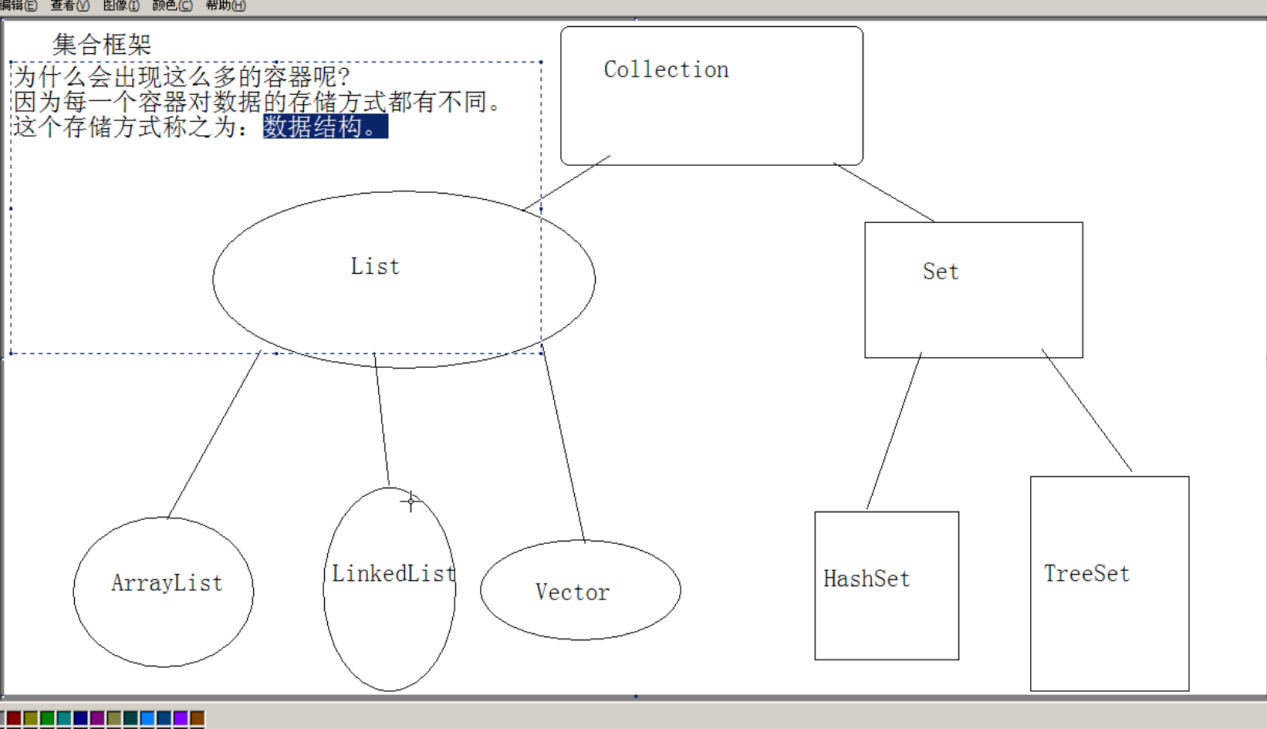 编辑(E) 查看(V) 图像(I) 颜色(C) 帮助(H)
集合框架
为什么会出现这么多的容器呢?
因为每一个容器对数据的存储方式都有不同。
这个存储方式称之为：数据结构。
Collection
List
Set
ArrayList
LinkedList
Vector
HashSet
TreeSet